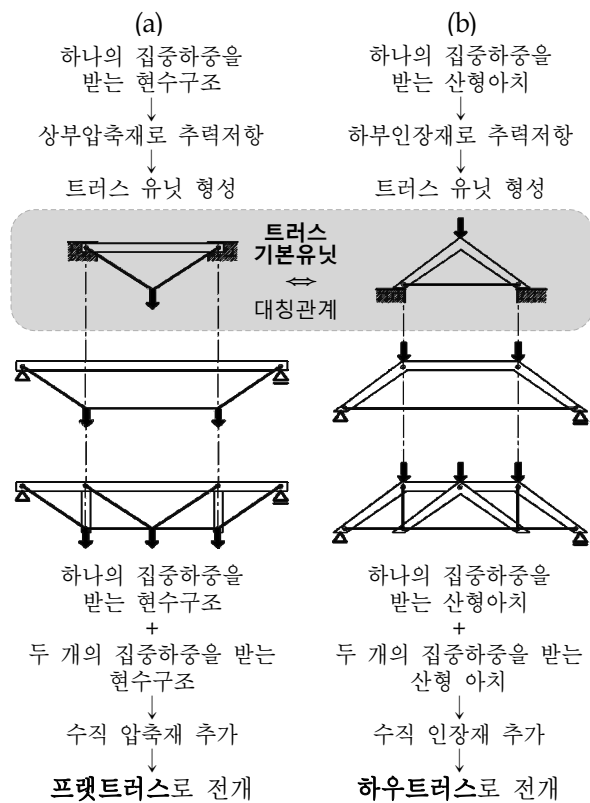 (a)
하나의 집중하중을
받는 현수구조
↓
상부압축재로 추력저항
↓
트러스 유닛 형성
(b)
하나의 집중하중을
받는 산형아치
↓
하부인장재로 추력저항
↓
트러스 유닛 형성
트러스
기본유닛
⇔
대칭관계
하나의 집중하중을
받는 현수구조
+
두 개의 집중하중을 받는
현수구조
↓
수직 압축재 추가
↓
프랫트러스로 전개
하나의 집중하중을
받는 산형아치
+
두 개의 집중하중을 받는
산형 아치
↓
수직 인장재 추가
↓
하우트러스로 전개